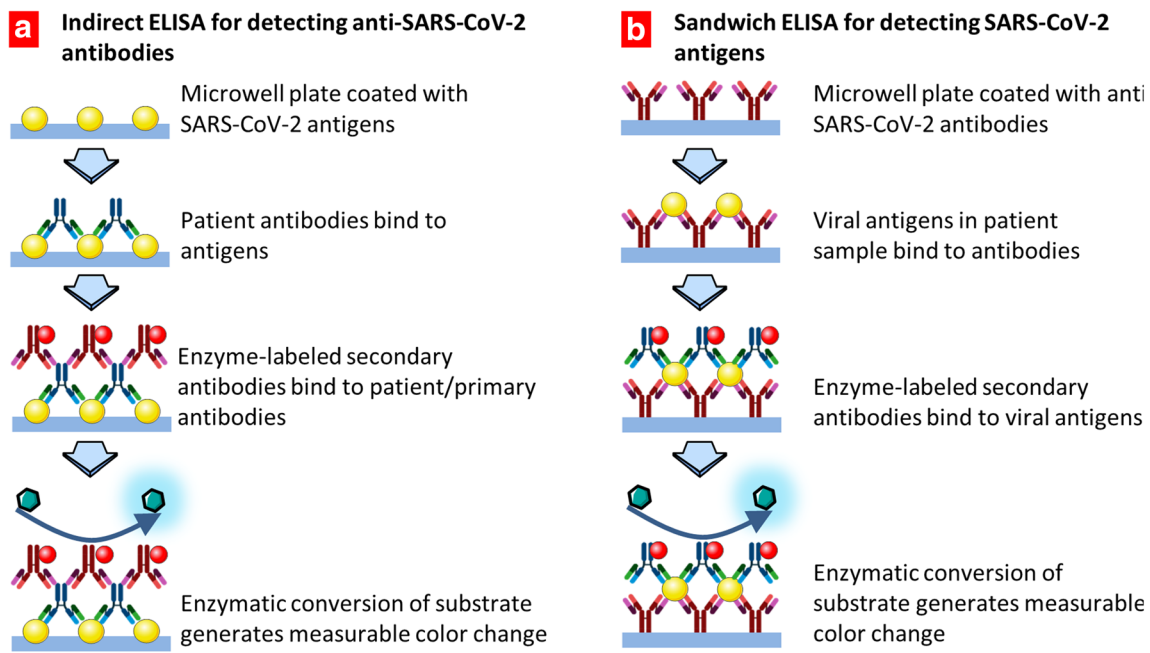 a
Indirect ELISA for detecting anti-SARS-CoV-2
antibodies
Microwell plate coated with
SARS-CoV-2 antigens
Patient antibodies bind to
antigens
Enzyme-labeled secondary
antibodies bind to patient/primary
antibodies
Enzymatic conversion of substrate
generates measurable color change
b
Sandwich ELISA for detecting SARS-CoV-2
antigens
Microwell plate coated with anti
SARS-CoV-2 antibodies
Viral antigens in patient
sample bind to antibodies
Enzyme-labeled secondary
antibodies bind to viral antigens
Enzymatic conversion of
substrate generates measurable
color change